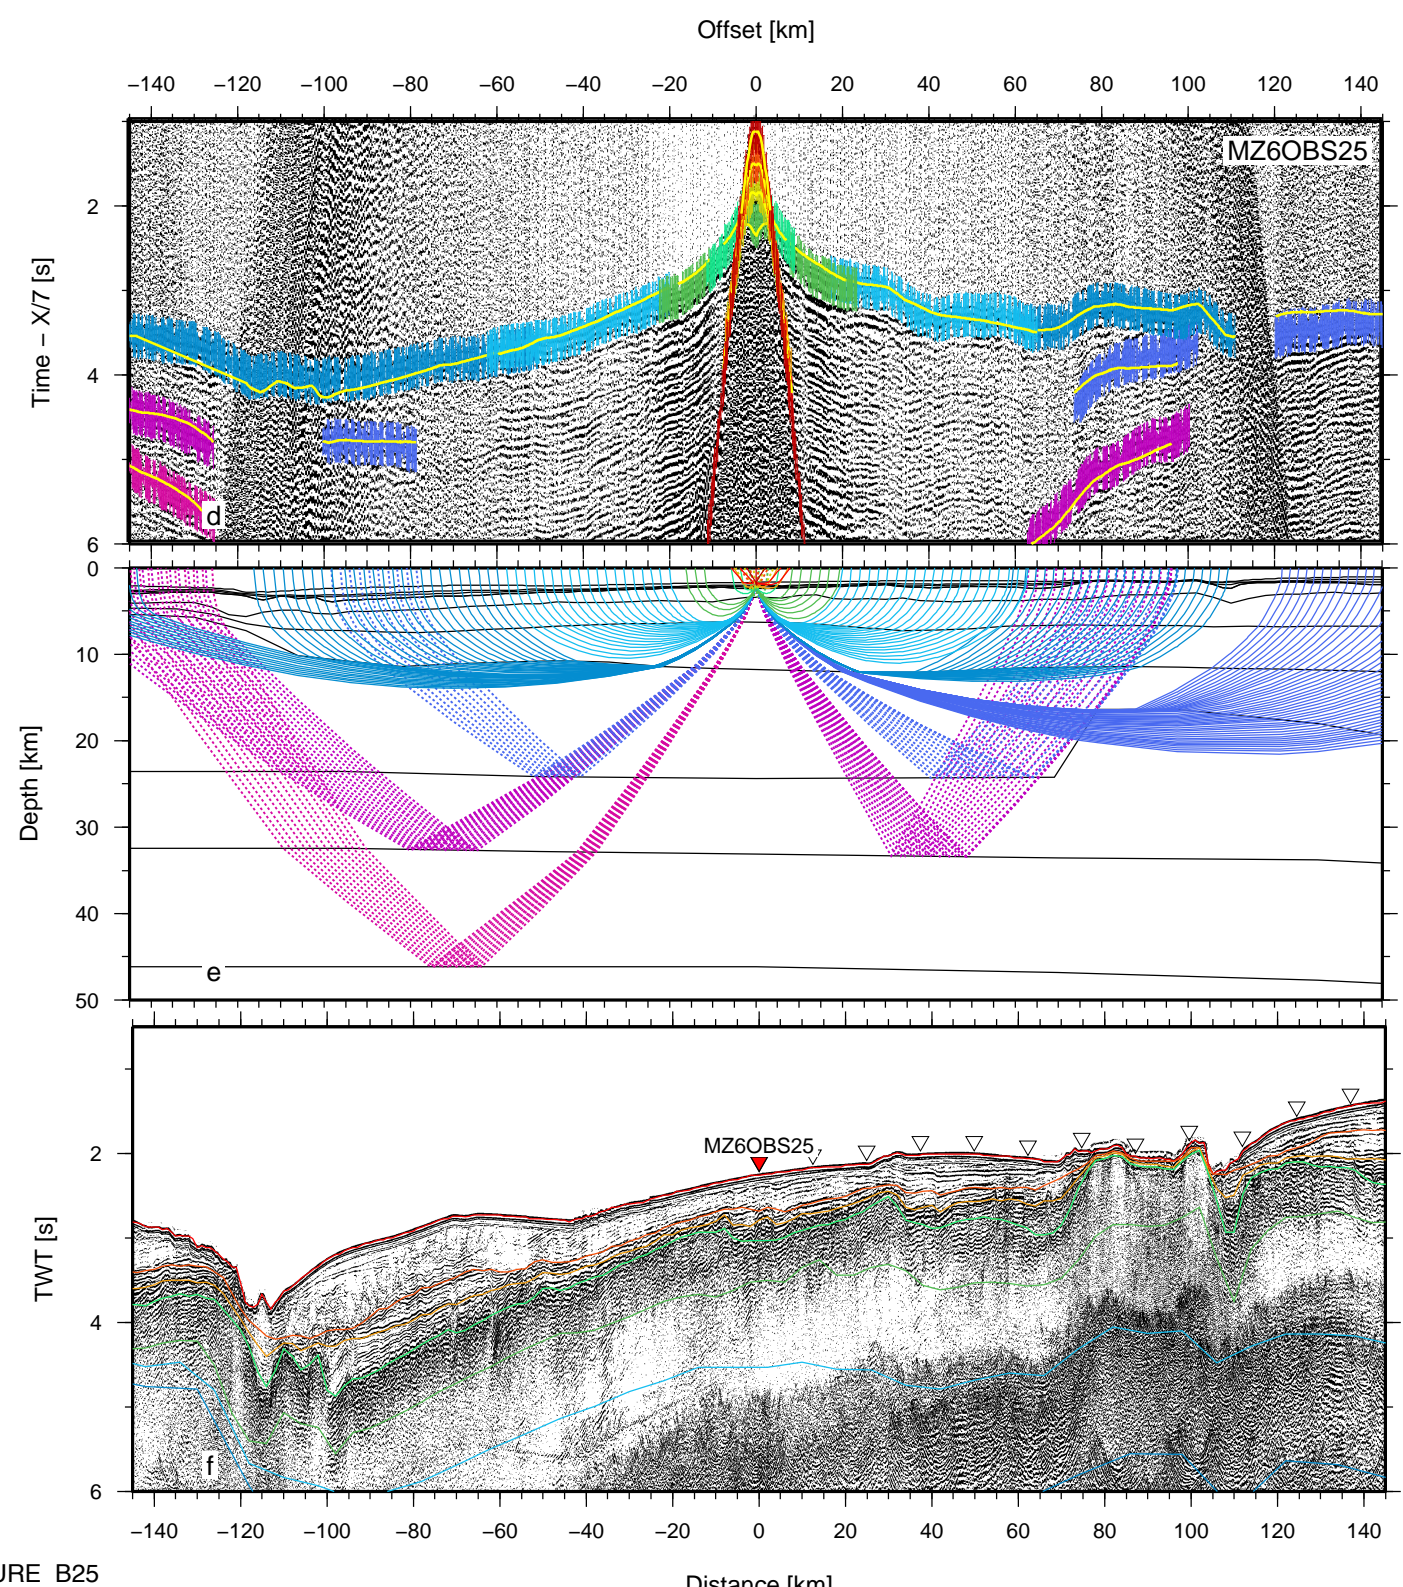 Offset [km]
−140 −120 −100 −80 −60 −40 −20 0 20 40 60 80 100 120 140
MZ6OBS25
2
4
6
Time − X/7 [s]
d
0
10
20
30
40
50
Depth [km]
e
MZ6OBS25
2
4
6
TWT [s]
f
−140 −120 −100 −80 −60 −40 −20 0 20 40 60 80 100 120 140
URE B25
Distance [km]